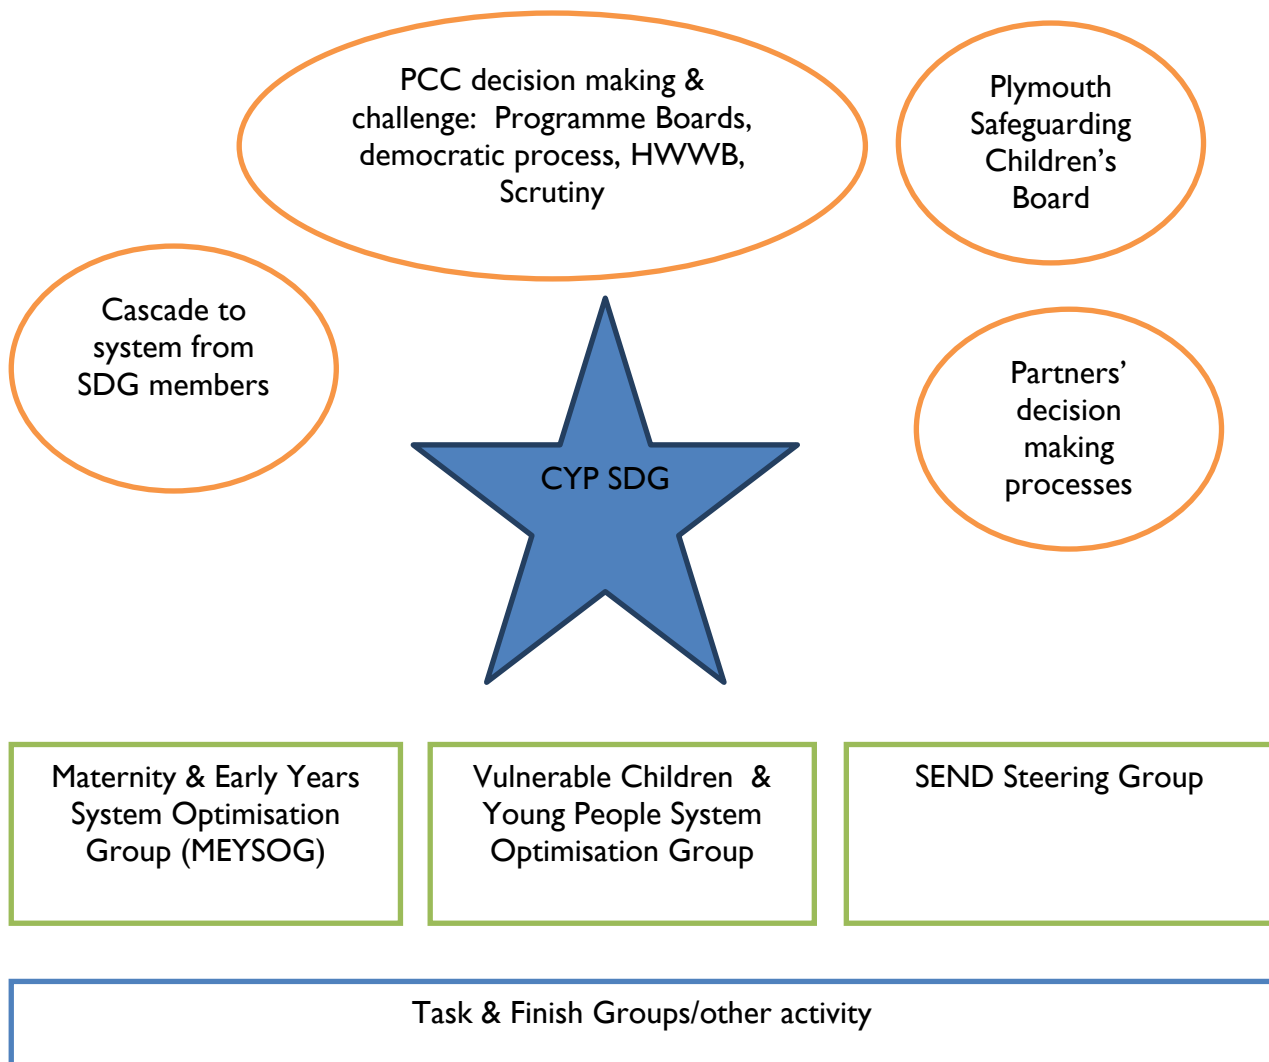 PCC decision making &
challenge:  Programme Boards,
democratic process, HWWB,
Scrutiny
Plymouth
Safeguarding
Children’s
Board
Cascade to
system from
SDG members
Partners’
decision
making
processes
CYP SDG
Maternity & Early Years
System Optimisation
Group (MEYSOG)
Vulnerable Children  &
Young People System
Optimisation Group
SEND Steering Group
Task & Finish Groups/other activity